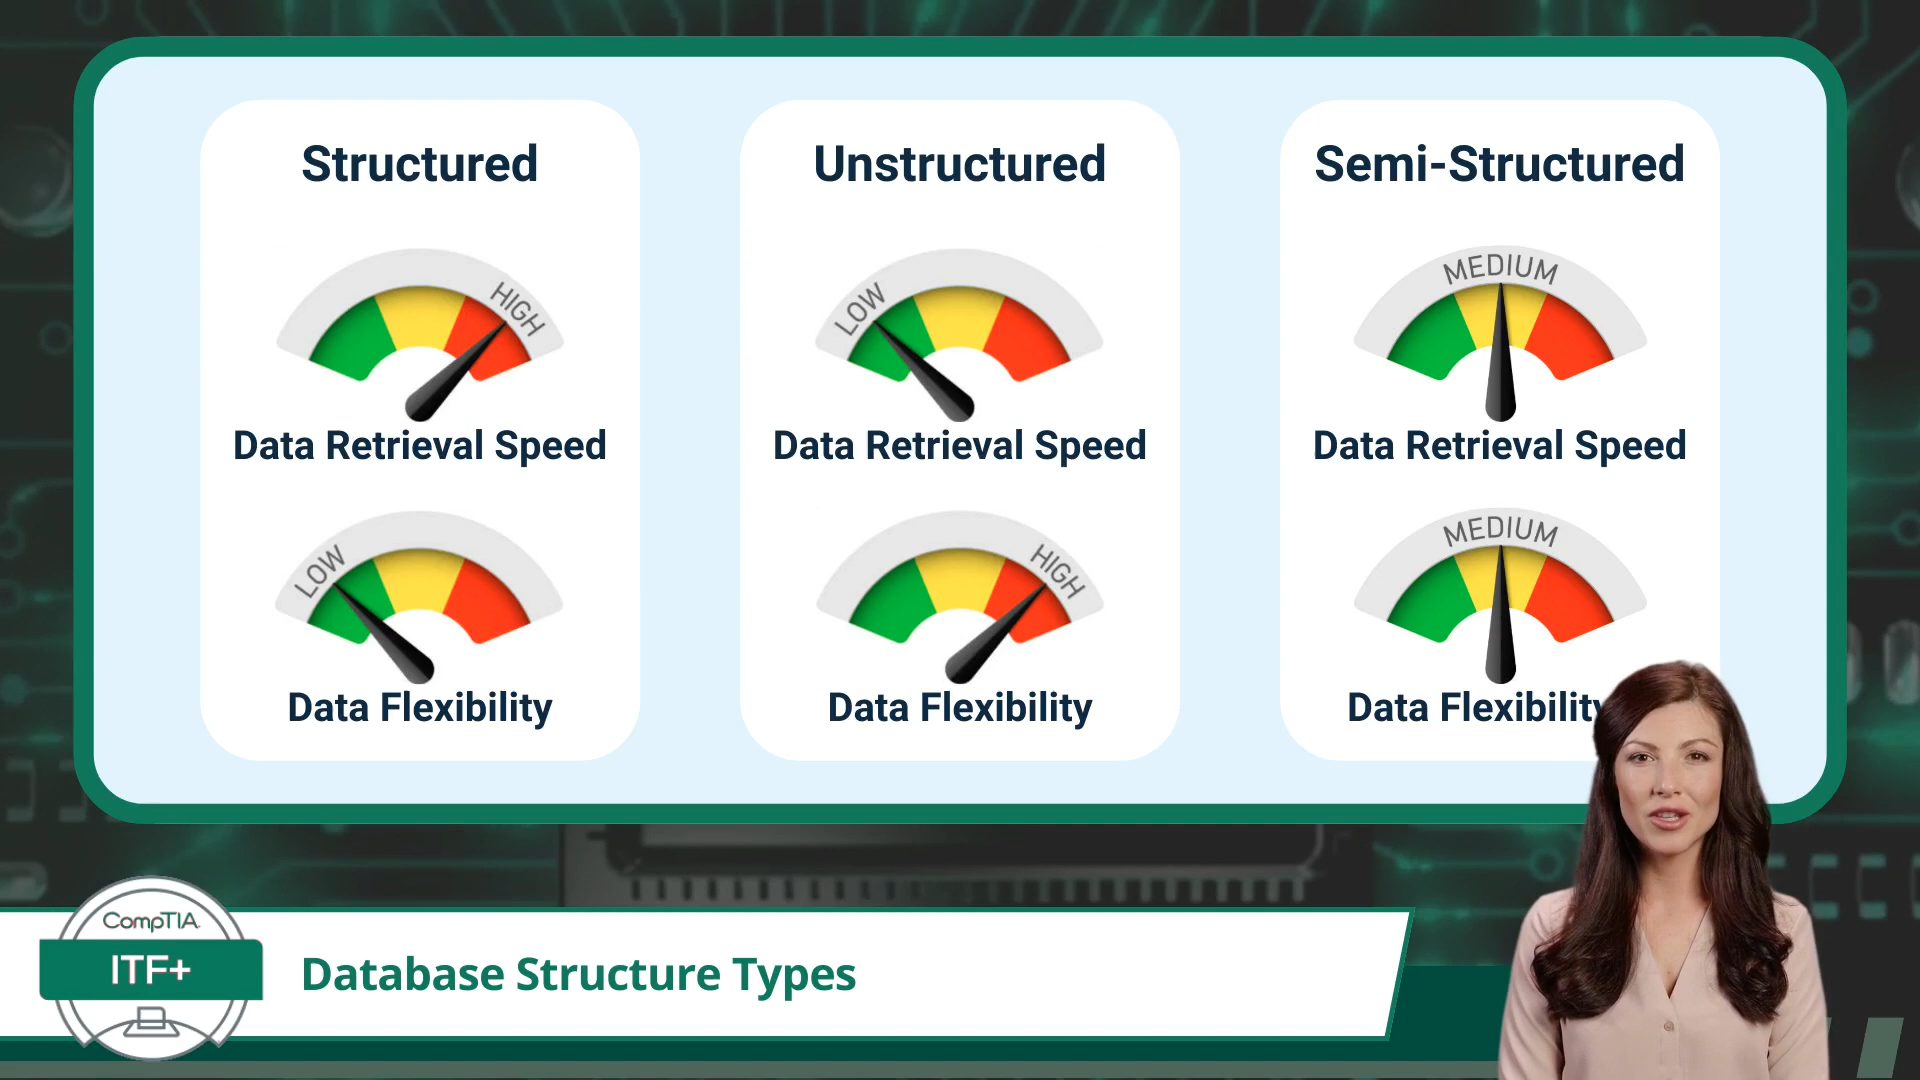 Structured
HIGH
Data Retrieval Speed
LOW
Data Flexibility
Unstructured
LOW
Data Retrieval Speed
HIGH
Data Flexibility
Semi-Structured
MEDIUM
Data Retrieval Speed
MEDIUM
Data Flexibility
CompTIA
ITF+
Database Structure Types